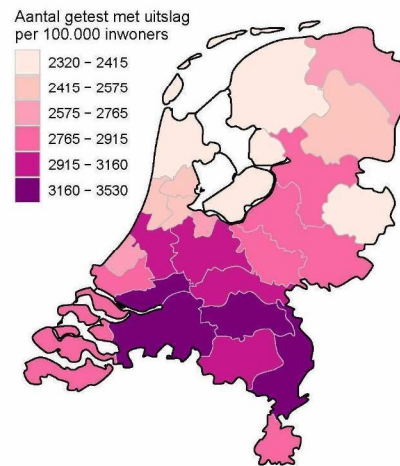 Aantal getest met uitslag
per 100.000 inwoners
2320 – 2415
2415 – 2575
2575 – 2765
2765 – 2915
2915 – 3160
3160 – 3530